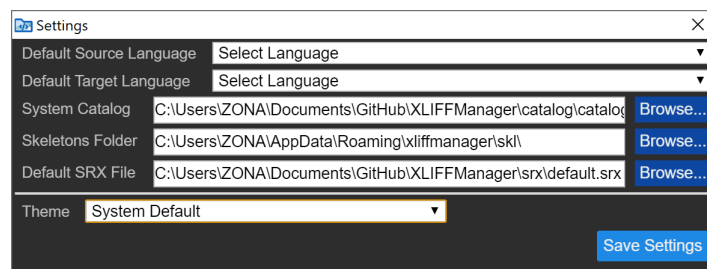 Settings
Default Source Language Select Language
Default Target Language Select Language
System Catalog C:\Users\ZONA\Documents\GitHub\XLIFFManager\catalog\catalog Browse...
Skeletons Folder C:\Users\ZONA\AppData\Roaming\xliffmanager\skl\ Browse...
Default SRX File C:\Users\ZONA\Documents\GitHub\XLIFFManager\srx\default.srx Browse...
Theme System Default
Save Settings